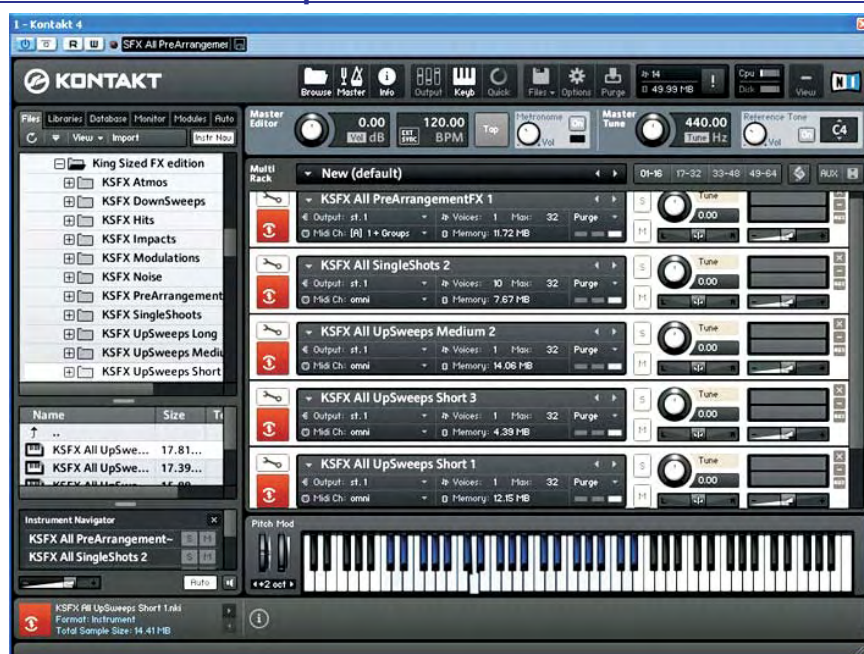 1 - Kontakt 4
R W SFX All PreArrangemen
KONTAKT
Browse Master Info Output Keyb Quick Files Options Purge
14
49.99 MB
!
Cpu
Disk
View
NI
Files Libraries Database Monitor Modules Auto
View Import Instr Nav
King Sized FX edition
KSFX Atmos
KSFX DownSweeps
KSFX Hits
KSFX Impacts
KSFX Modulations
KSFX Noise
KSFX PreArrangement
KSFX SingleShoots
KSFX UpSweeps Long
KSFX UpSweeps Mediu
KSFX UpSweeps Short
Name Size T
..
KSFX All UpSwe... 17.81...
KSFX All UpSwe... 17.39...
Instrument Navigator ×
KSFX All PreArrangement~ S M
KSFX All SingleShots 2 S M
Auto
KSFX All UpSweeps Short 1.nki
Format: Instrument
Total Sample Size: 14.41 MB
Master Editor
0.00
Vol dB
EXT SYNC
120.00
BPM
Tap
Metronome
On
Vol
Master Tune
440.00
Tune Hz
Reference Tone
On
Vol
C4
Multi Rack
New (default)
01-16 17-32 33-48 49-64 AUX
KSFX All PreArrangementFX 1
Output: st.1 Voices: 1 Max: 32 Purge
Midi Ch: [A] 1 + Groups Memory: 11.72 MB
S M Tune 0.00 L R
KSFX All SingleShots 2
Output: st.1 Voices: 10 Max: 32 Purge
Midi Ch: omni Memory: 7.67 MB
S M Tune 0.00 L R
KSFX All UpSweeps Medium 2
Output: st.1 Voices: 1 Max: 32 Purge
Midi Ch: omni Memory: 14.06 MB
S M Tune 0.00 L R
KSFX All UpSweeps Short 3
Output: st.1 Voices: 1 Max: 32 Purge
Midi Ch: omni Memory: 4.39 MB
S M Tune 0.00 L R
KSFX All UpSweeps Short 1
Output: st.1 Voices: 1 Max: 32 Purge
Midi Ch: omni Memory: 12.15 MB
S M Tune 0.00 L R
Pitch Mod
+2 oct